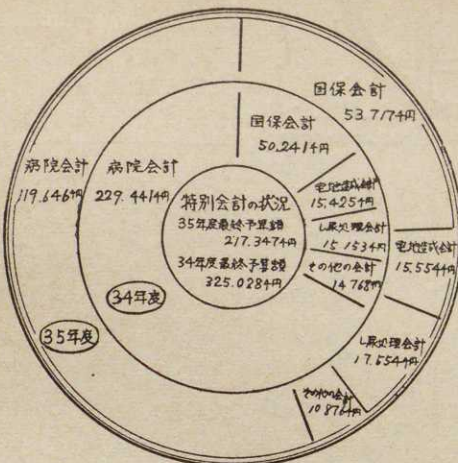 国保会計
53.717千円
国保会計
50.241千円
病院会計
119.646千円
病院会計
229.441千円
特別会計の状況
35年度最終予算額
217.347千円
34年度最終予算額
325.028千円
宅地造成会計
15.425千円
し尿処理会計
15.153千円
その他の会計
14.768千円
宅地造成会計
15.554千円
し尿処理会計
17.554千円
その他の会計
10.876千円
34年度
35年度